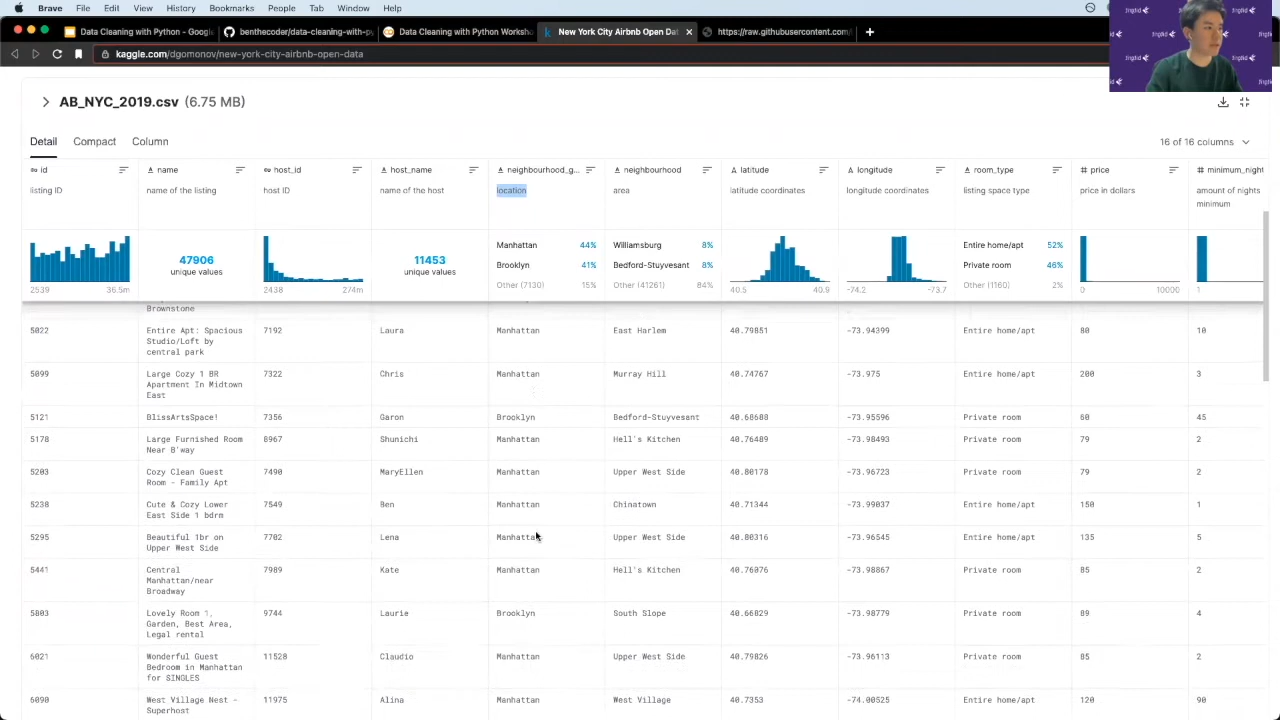 Brave File Edit View History Bookmarks People Tab Window Help
Data Cleaning with Python - Googl
benthecoder/data-cleaning-with-py
Data Cleaning with Python Worksho
New York City Airbnb Open Dat
https://raw.githubusercontent.com/
kaggle.com/dgomonov/new-york-city-airbnb-open-data
AB_NYC_2019.csv (6.75 MB)
Detail Compact Column 16 of 16 columns
id name host_id host_name neighbourhood_g... neighbourhood latitude longitude room_type price minimum_night
listing ID name of the listing host ID name of the host location area latitude coordinates longitude coordinates listing space type price in dollars amount of nights
minimum
Manhattan 44% Williamsburg 8% Entire home/apt 52%
47906 11453
Brooklyn 41% Bedford-Stuyvesant 8% Private room 46%
unique values unique values
Other (7130) 15% Other (41261) 84% Other (1160) 2%
2539 36.5m 2438 274m 40.5 40.9 -74.2 -73.7 0 10000 1
Brownstone
5022 Entire Apt: Spacious 7192 Laura Manhattan East Harlem 40.79851 -73.94399 Entire home/apt 80 10
Studio/Loft by
central park
5099 Large Cozy 1 BR 7322 Chris Manhattan Murray Hill 40.74767 -73.975 Entire home/apt 200 3
Apartment In Midtown
East
5121 BlissArtsSpace! 7356 Garon Brooklyn Bedford-Stuyvesant 40.68688 -73.95596 Private room 60 45
5178 Large Furnished Room 8967 Shunichi Manhattan Hell's Kitchen 40.76489 -73.98493 Private room 79 2
Near B'way
5203 Cozy Clean Guest 7490 MaryEllen Manhattan Upper West Side 40.80178 -73.96723 Private room 79 2
Room - Family Apt
5238 Cute & Cozy Lower 7549 Ben Manhattan Chinatown 40.71344 -73.99037 Entire home/apt 150 1
East Side 1 bdrm
5295 Beautiful 1br on 7702 Lena Manhattan Upper West Side 40.80316 -73.96545 Entire home/apt 135 5
Upper West Side
5441 Central 7989 Kate Manhattan Hell's Kitchen 40.76076 -73.98867 Private room 85 2
Manhattan/near
Broadway
5803 Lovely Room 1, 9744 Laurie Brooklyn South Slope 40.66829 -73.98779 Private room 89 4
Garden, Best Area,
Legal rental
6021 Wonderful Guest 11528 Claudio Manhattan Upper West Side 40.79826 -73.96113 Private room 85 2
Bedroom in Manhattan
for SINGLES
6090 West Village Nest - 11975 Alina Manhattan West Village 40.7353 -74.00525 Entire home/apt 120 90
Superhost